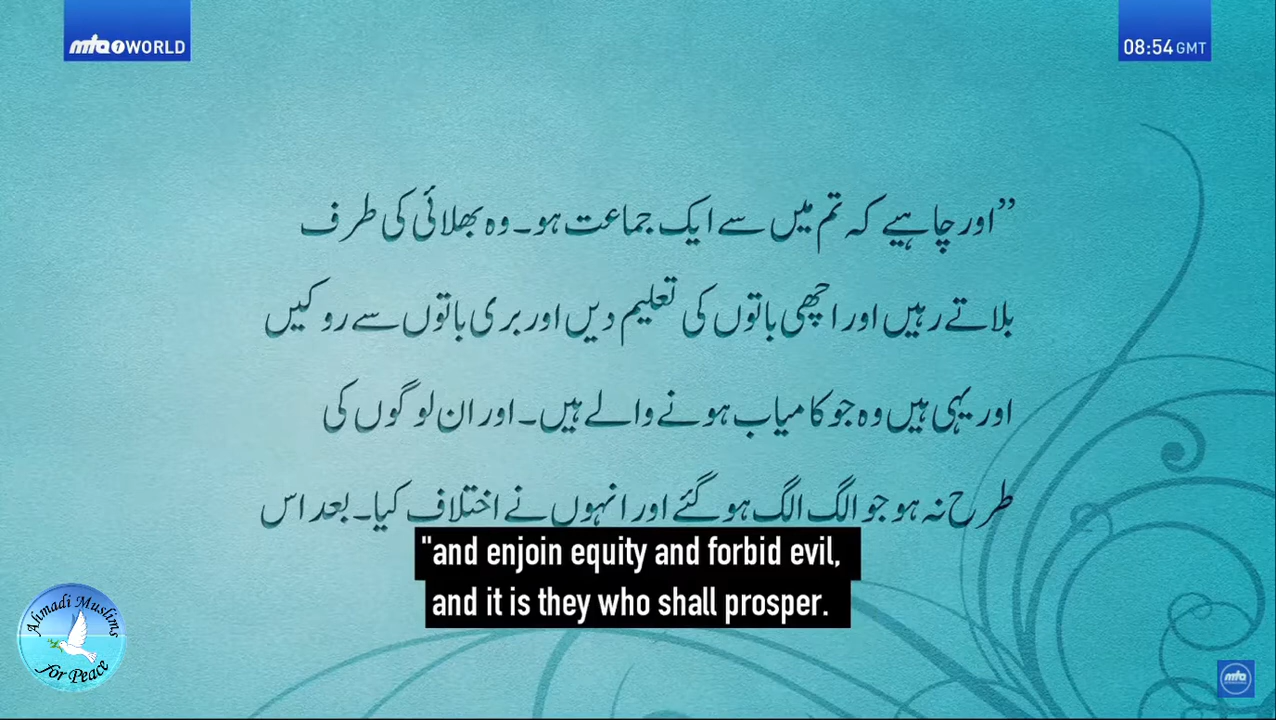 mta1 WORLD
08:54 GMT
”اور چاہیے کہ تم میں سے ایک جماعت ہو۔ وہ بھلائی کی طرف
بلاتے رہیں اور اچھی باتوں کی تعلیم دیں اور بری باتوں سے روکیں
اور یہی ہیں وہ جو کامیاب ہونے والے ہیں۔ اور ان لوگوں کی
طرح نہ ہو جو الگ الگ ہوگئے اور انہوں نے اختلاف کیا۔ بعد اس
"and enjoin equity and forbid evil,
and it is they who shall prosper.
Ahmadi Muslims
for Peace
mta
INTERNATIONAL